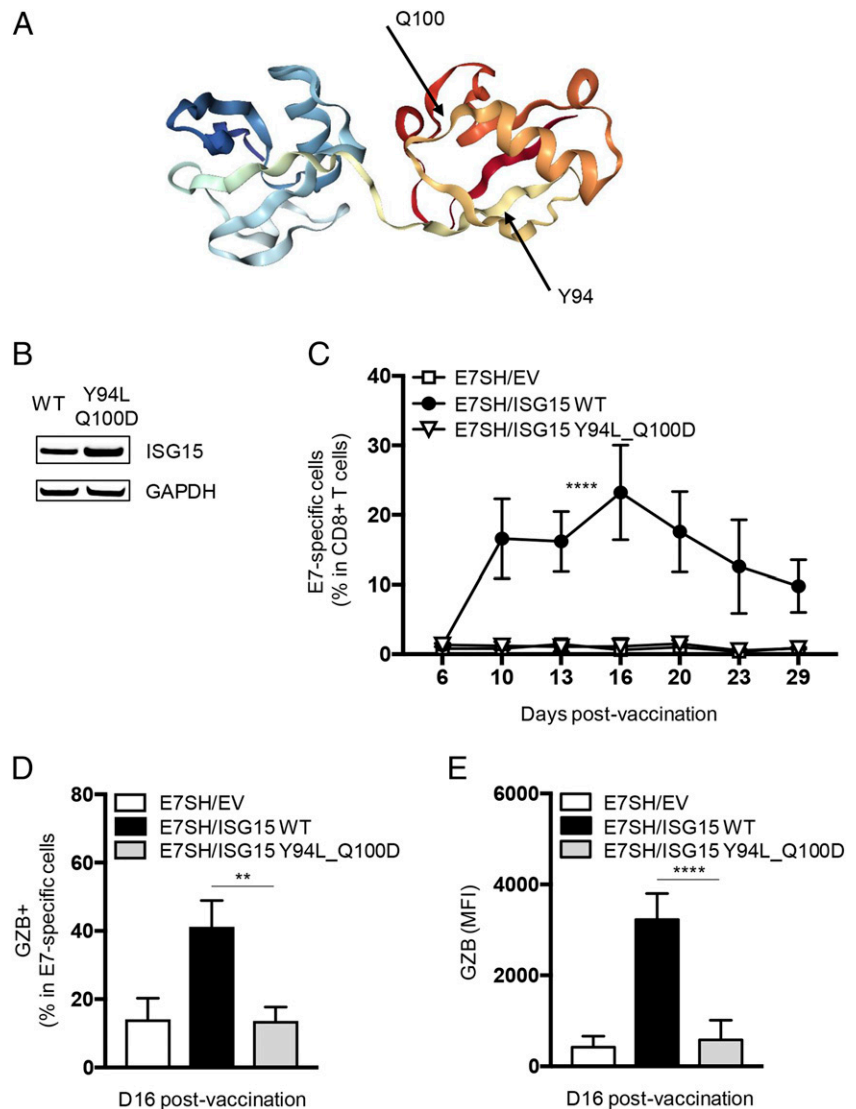 A
Q100
Y94
B
WT
Y94L
Q100D
ISG15
GAPDH
C
E7SH/EV
E7SH/ISG15 WT
E7SH/ISG15 Y94L_Q100D
E7-specific cells
(% in CD8+ T cells)
40
30
20
10
0
****
6 10 13 16 20 23 29
Days post-vaccination
D
E7SH/EV
E7SH/ISG15 WT
E7SH/ISG15 Y94L_Q100D
GZB+
(% in E7-specific cells
80
60
40
20
0
**
D16 post-vaccination
E
E7SH/EV
E7SH/ISG15 WT
E7SH/ISG15 Y94L_Q100D
GZB (MFI)
6000
4000
2000
0
****
D16 post-vaccination